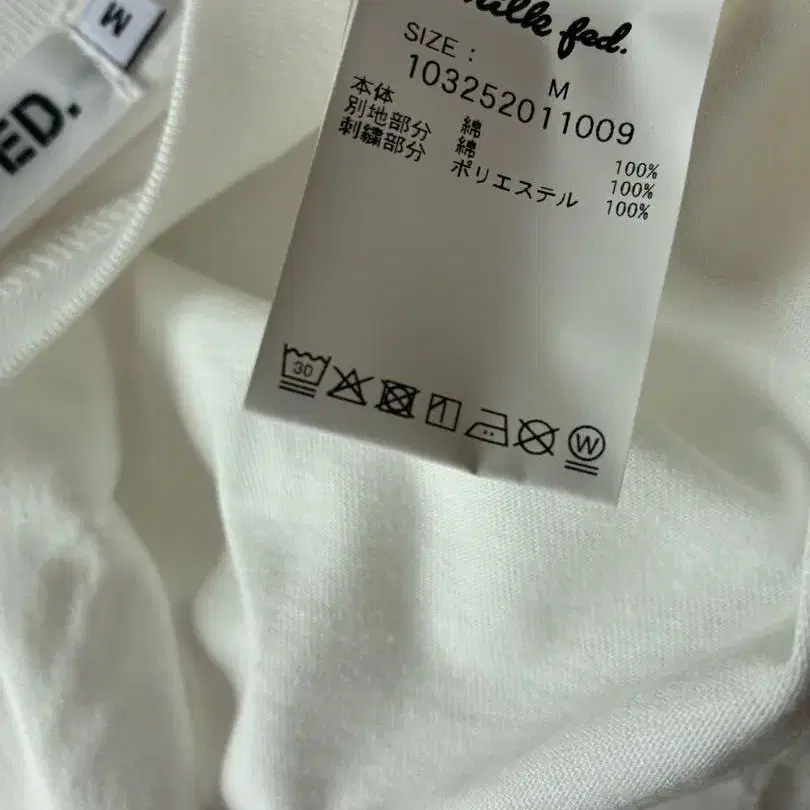 M
ED.
milk fed.
SIZE : M
103252011009
本体 綿 100%
別地部分 綿 100%
刺繍部分 ポリエステル 100%
30
W